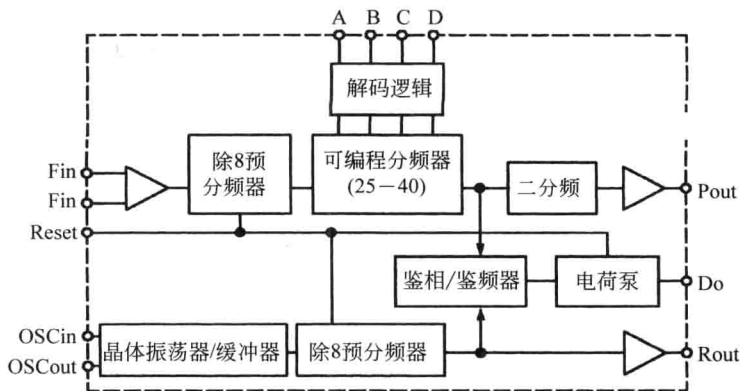 A B C D
解码逻辑
Fin
Fin
除8预
分频器
可编程分频器
(25-40)
二分频
Pout
Reset
鉴相/鉴频器
电荷泵
Do
OSCin
OSCout
晶体振荡器/缓冲器
除8预分频器
Rout